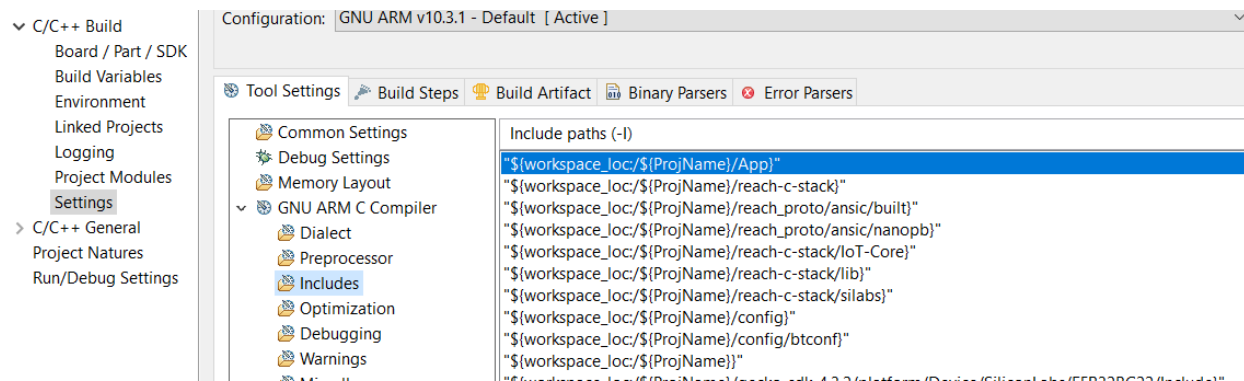 C/C++ Build
Board / Part / SDK
Build Variables
Environment
Linked Projects
Logging
Project Modules
Settings
C/C++ General
Project Natures
Run/Debug Settings
Configuration: GNU ARM v10.3.1 - Default [ Active ]
Tool Settings Build Steps Build Artifact Binary Parsers Error Parsers
Common Settings
Debug Settings
Memory Layout
GNU ARM C Compiler
Dialect
Preprocessor
Includes
Optimization
Debugging
Warnings
Include paths (-I)
"${workspace_loc:/${ProjName}/App}"
"${workspace_loc:/${ProjName}/reach-c-stack}"
"${workspace_loc:/${ProjName}/reach_proto/ansic/built}"
"${workspace_loc:/${ProjName}/reach_proto/ansic/nanopb}"
"${workspace_loc:/${ProjName}/reach-c-stack/IoT-Core}"
"${workspace_loc:/${ProjName}/reach-c-stack/lib}"
"${workspace_loc:/${ProjName}/reach-c-stack/silabs}"
"${workspace_loc:/${ProjName}/config}"
"${workspace_loc:/${ProjName}/config/btconf}"
"${workspace_loc:/${ProjName}}"